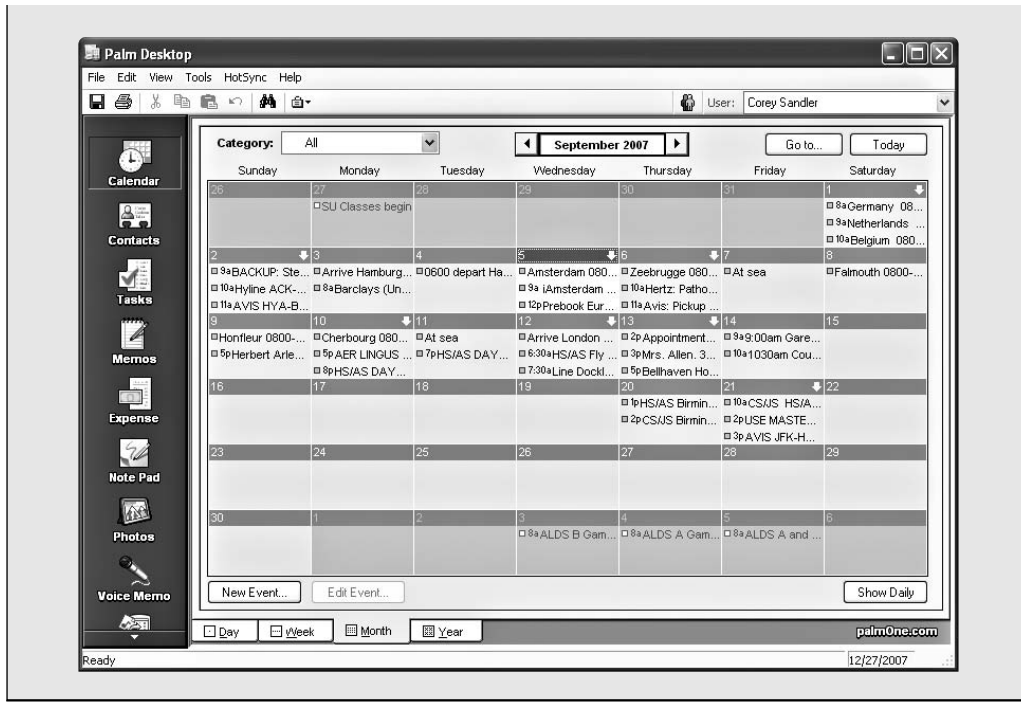 Palm Desktop
File Edit View Tools HotSync Help
User: Corey Sandler
Category: All
September 2007
Go to...
Today
Sunday Monday Tuesday Wednesday Thursday Friday Saturday
26 27 28 29 30 31 1
SU Classes begin
8a Germany 08...
9a Netherlands ...
10a Belgium 080...
2 3 4 5 6 7 8
9a BACKUP: Ste... Arrive Hamburg... 0600 depart Ha... Amsterdam 080... Zeebrugge 080... At sea Falmouth 0800-...
10a Hyline ACK-... 8a Barclays (Un... 9a iAmsterdam ... 10a Hertz: Patho...
11a AVIS HYA-B... 12p Prebook Eur... 11a Avis: Pickup ...
9 10 11 12 13 14 15
Honfleur 0800-... Cherbourg 080... At sea Arrive London ... 2p Appointment... 9a 9:00am Gare...
5p Herbert Arle... 5p AER LINGUS ... 7p HS/AS DAY... 6:30a HS/AS Fly ... 3p Mrs. Allen. 3... 10a 1030am Cou...
8p HS/AS DAY... 7:30a Line Dockl... 5p Bellhaven Ho...
16 17 18 19 20 21 22
1p HS/AS Birmin... 10a CS/JS HS/A...
2p CS/JS Birmin... 2p USE MASTE...
3p AVIS JFK-H...
23 24 25 26 27 28 29
30 1 2 3 4 5 6
8a ALDS B Gam... 8a ALDS A Gam... 8a ALDS A and ...
New Event...
Edit Event...
Show Daily
Day Week Month Year
palmOne.com
Calendar
Contacts
Tasks
Memos
Expense
Note Pad
Photos
Voice Memo
Ready
12/27/2007